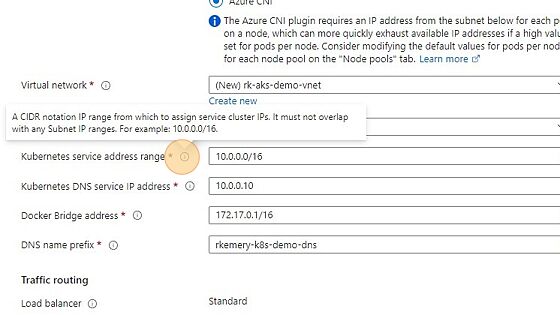 Azure CNI
The Azure CNI plugin requires an IP address from the subnet below for each p
on a node, which can more quickly exhaust available IP addresses if a high valu
set for pods per node. Consider modifying the default values for pods per node
for each node pool on the "Node pools" tab. Learn more
Virtual network *
(New) rk-aks-demo-vnet
Create new
A CIDR notation IP range from which to assign service cluster IPs. It must not overlap
with any Subnet IP ranges. For example: 10.0.0.0/16.
Kubernetes service address range *
10.0.0.0/16
Kubernetes DNS service IP address *
10.0.0.10
Docker Bridge address *
172.17.0.1/16
DNS name prefix *
rkemery-k8s-demo-dns
Traffic routing
Load balancer
Standard